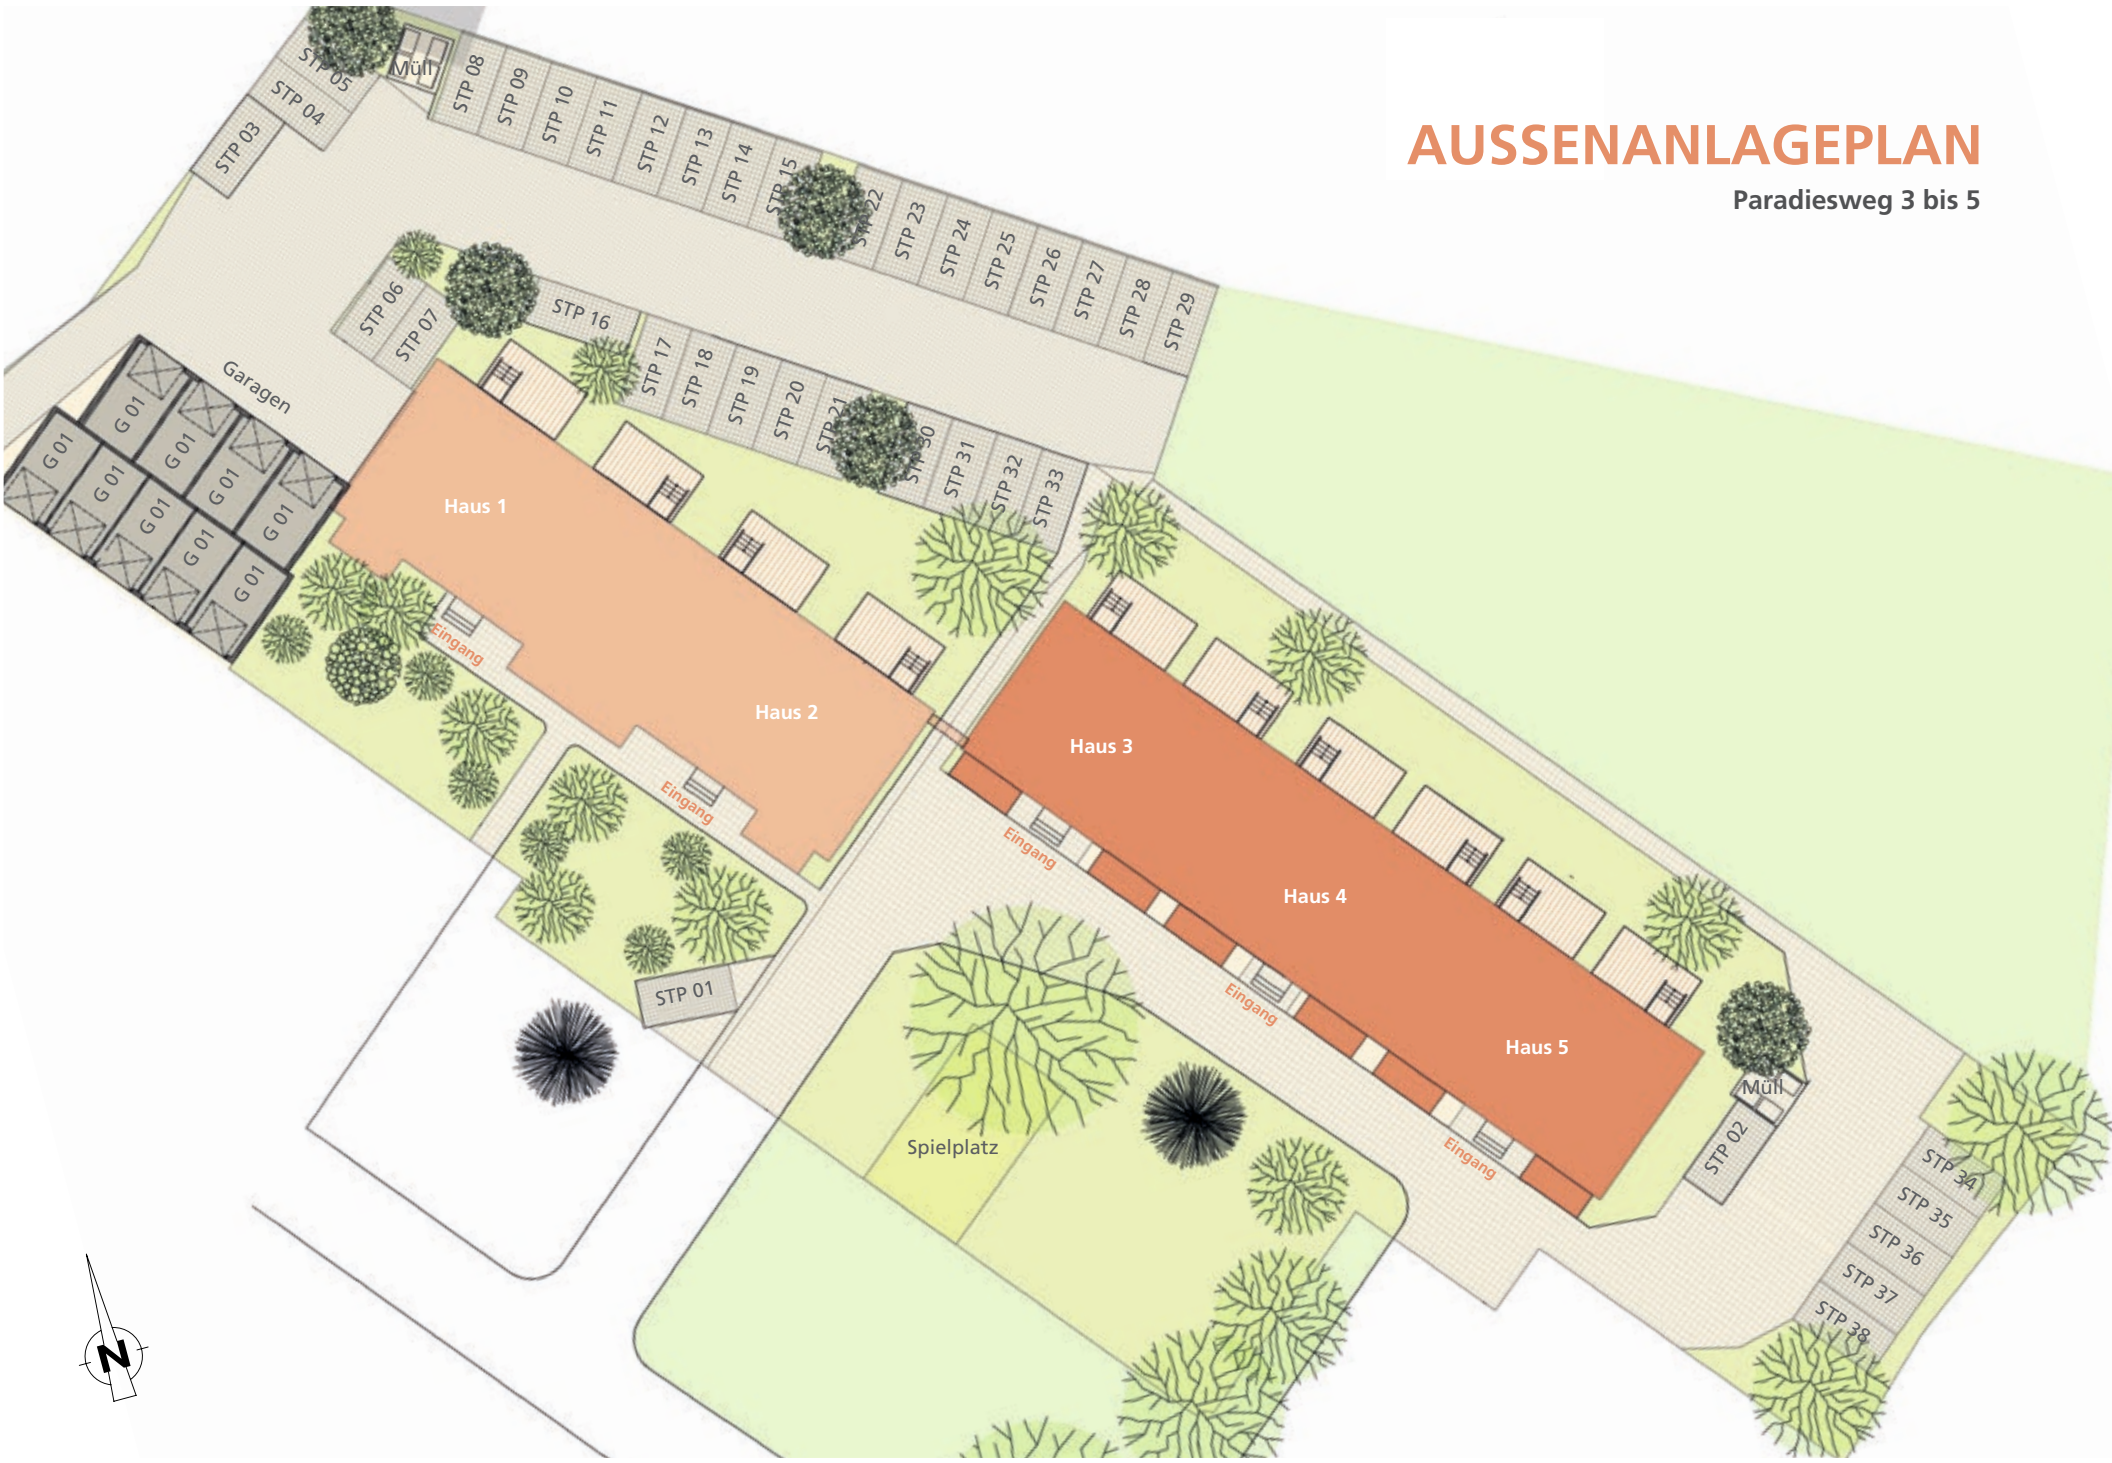 AUSSENANLAGEPLAN
Paradiesweg 3 bis 5
STP 05
STP 04
STP 03
Müll
STP 08
STP 09
STP 10
STP 11
STP 12
STP 13
STP 14
STP 15
22
STP 23
STP 24
STP 25
STP 26
STP 27
STP 28
STP 29
STP 06
STP 07
STP 16
STP 17
STP 18
STP 19
STP 20
STP 21
30
STP 31
STP 32
STP 33
Garagen
G 01
G 01
G 01
G 01
G 01
G 01
G 01
G 01
G 01
Haus 1
Eingang
Haus 2
Eingang
Haus 3
Eingang
Haus 4
Eingang
Haus 5
Eingang
STP 01
Spielplatz
Müll
STP 02
STP 34
STP 35
STP 36
STP 37
STP 38
N